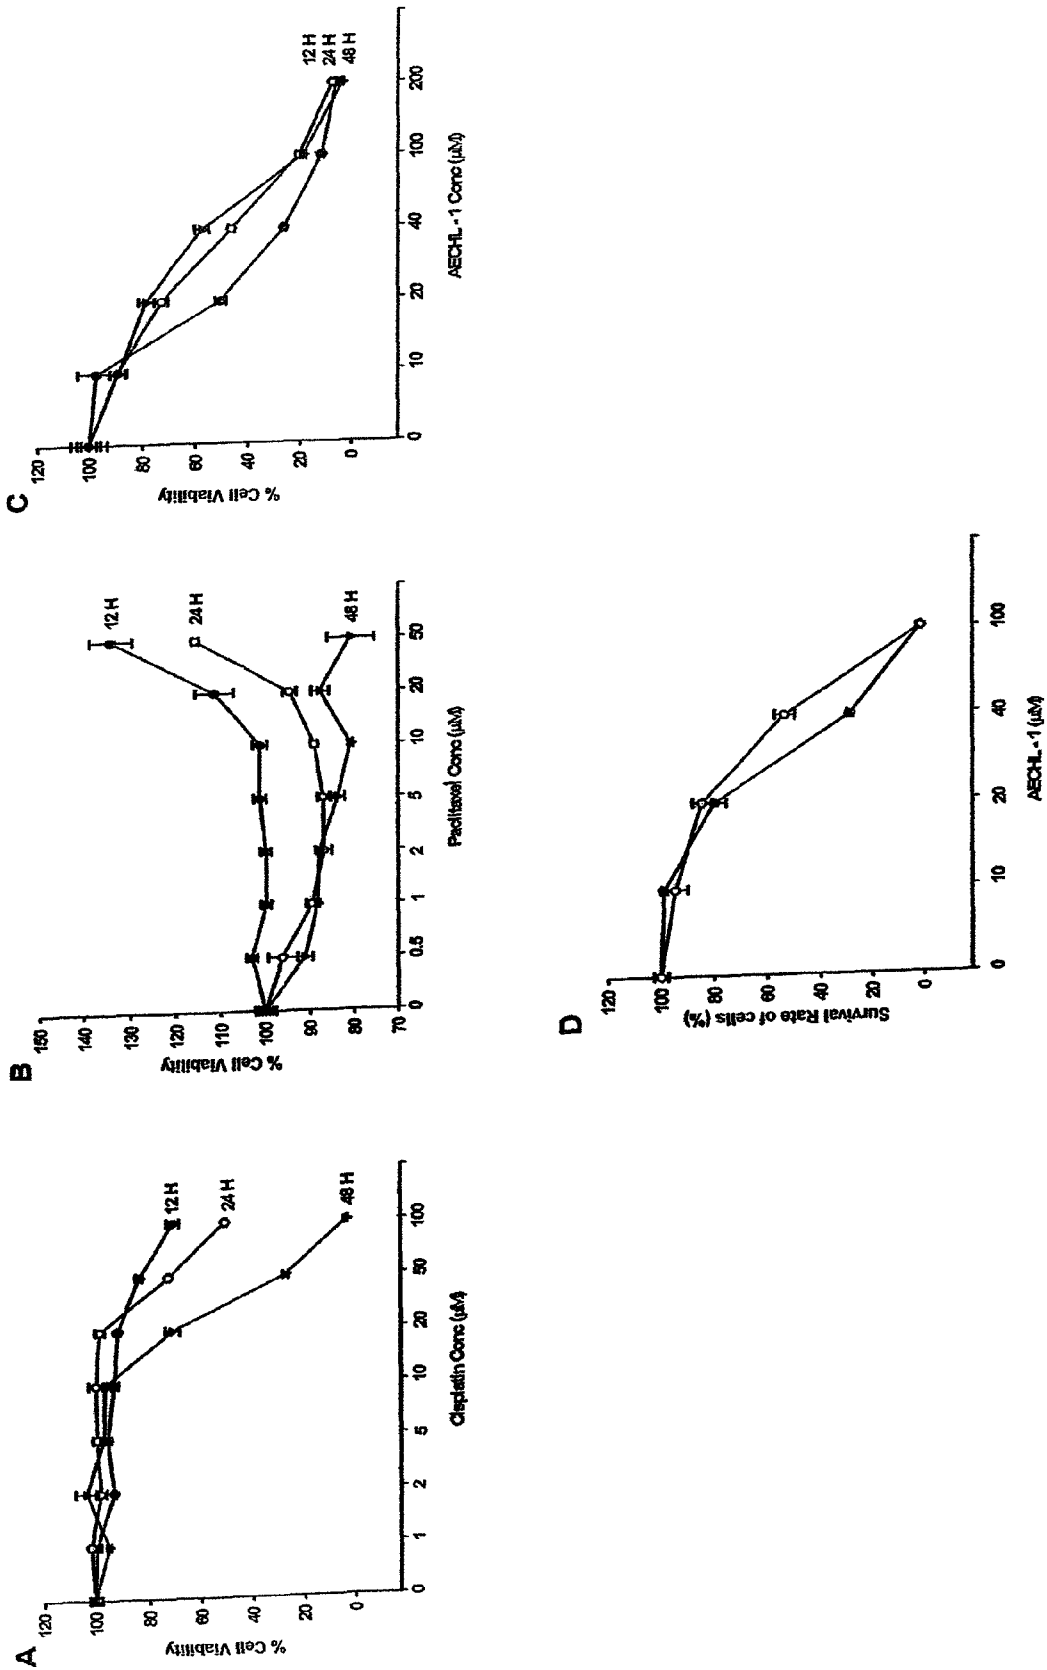 A
120
100
80
60
40
20
0
% Cell Viability
0
1
2
5
10
20
50
100
Cisplatin Conc (µM)
12 H
24 H
48 H
B
150
140
130
120
110
100
90
80
70
% Cell Viability
0
0.5
1
2
5
10
20
50
Paclitaxel Conc (µM)
12 H
24 H
48 H
C
120
100
80
60
40
20
0
% Cell Viability
0
10
20
40
100
200
AECHL - 1 Conc (µM)
12 H
24 H
48 H
D
120
100
80
60
40
20
0
Survival Rate of cells (%)
0
10
20
40
100
AECHL - 1 (µM)